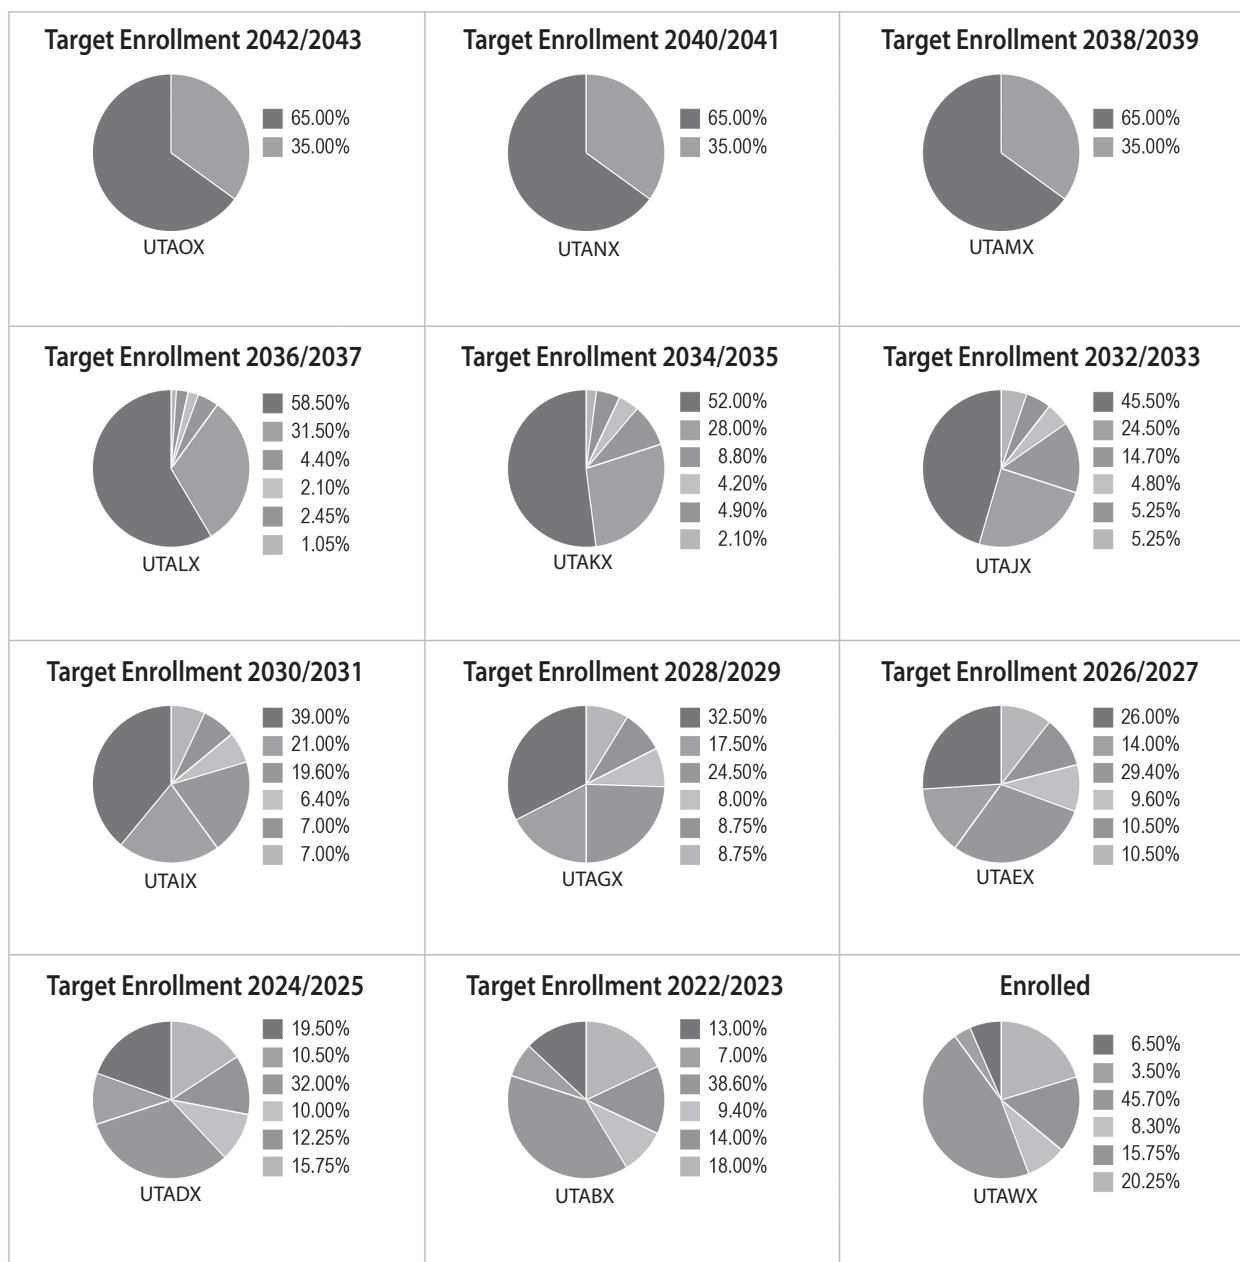 Target Enrollment 2042/2043
65.00%
35.00%
UTAOX
Target Enrollment 2040/2041
65.00%
35.00%
UTANX
Target Enrollment 2038/2039
65.00%
35.00%
UTAMX
Target Enrollment 2036/2037
58.50%
31.50%
4.40%
2.10%
2.45%
1.05%
UTALX
Target Enrollment 2034/2035
52.00%
28.00%
8.80%
4.20%
4.90%
2.10%
UTAKX
Target Enrollment 2032/2033
45.50%
24.50%
14.70%
4.80%
5.25%
5.25%
UTAJX
Target Enrollment 2030/2031
39.00%
21.00%
19.60%
6.40%
7.00%
7.00%
UTAIX
Target Enrollment 2028/2029
32.50%
17.50%
24.50%
8.00%
8.75%
8.75%
UTAGX
Target Enrollment 2026/2027
26.00%
14.00%
29.40%
9.60%
10.50%
10.50%
UTAEX
Target Enrollment 2024/2025
19.50%
10.50%
32.00%
10.00%
12.25%
15.75%
UTADX
Target Enrollment 2022/2023
13.00%
7.00%
38.60%
9.40%
14.00%
18.00%
UTABX
Enrolled
6.50%
3.50%
45.70%
8.30%
15.75%
20.25%
UTAWX